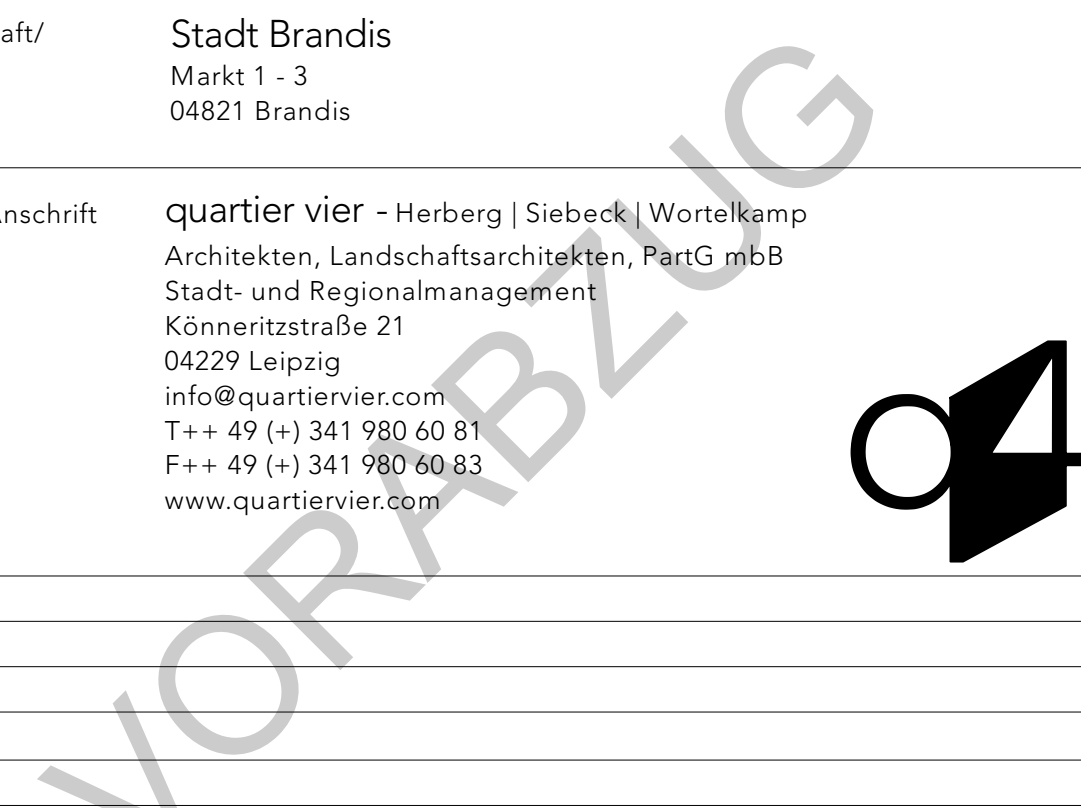 aft/
Stadt Brandis
Markt 1 - 3
04821 Brandis
nschrift
quartier vier - Herberg | Siebeck | Wortelkamp
Architekten, Landschaftsarchitekten, PartG mbB
Stadt- und Regionalmanagement
Könneritzstraße 21
04229 Leipzig
info@quartiervier.com
T++ 49 (+) 341 980 60 81
F++ 49 (+) 341 980 60 83
www.quartiervier.com
q4
VORABZUG